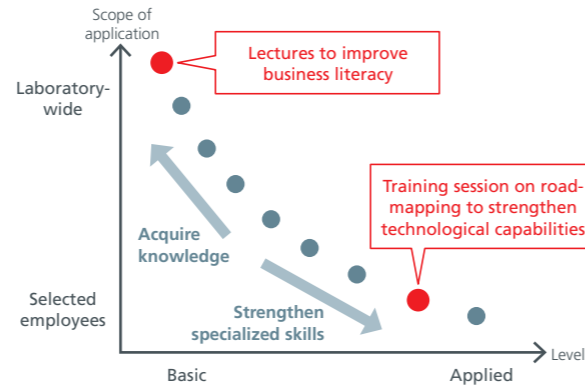 Scope of
application
Lectures to improve
business literacy
Laboratory-
wide
Training session on road-
mapping to strengthen
technological capabilities
Acquire
knowledge
Strengthen
specialized skills
Selected
employees
Level
Basic
Applied